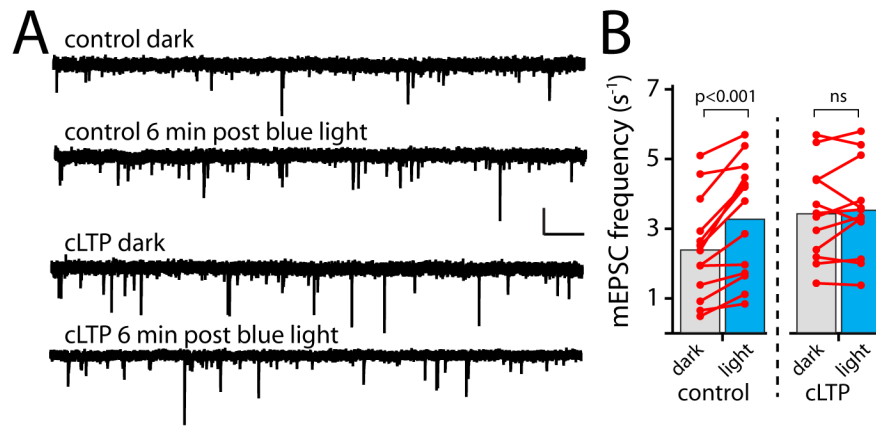 A
control dark
control 6 min post blue light
cLTP dark
cLTP 6 min post blue light
B
mEPSC frequency (s⁻¹)
7
5
3
1
p<0.001
ns
dark
light
dark
light
control
cLTP